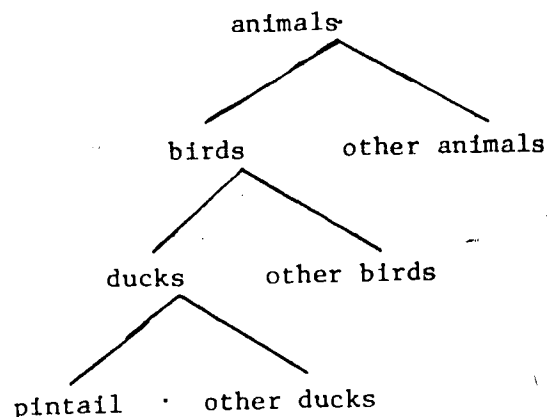 animals
birds other animals
ducks other birds
pintail other ducks